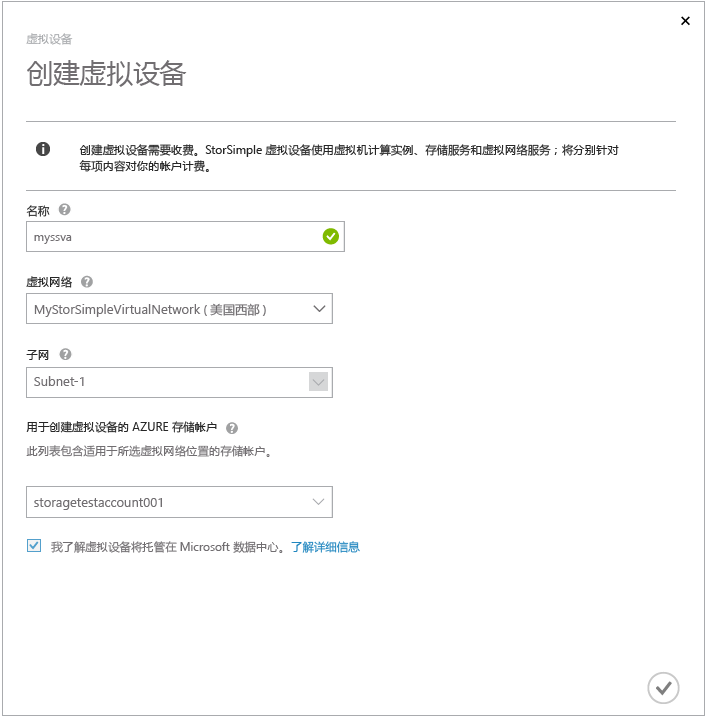 虚拟设备
创建虚拟设备
创建虚拟设备需要收费。StorSimple 虚拟设备使用虚拟机计算实例、存储服务和虚拟网络服务；将分别针对
每项内容对你的帐户计费。
名称
myssva
虚拟网络
MyStorSimpleVirtualNetwork ( 美国西部 )
子网
Subnet-1
用于创建虚拟设备的 AZURE 存储帐户
此列表包含适用于所选虚拟网络位置的存储帐户。
storagetestaccount001
我了解虚拟设备将托管在 Microsoft 数据中心。了解详细信息